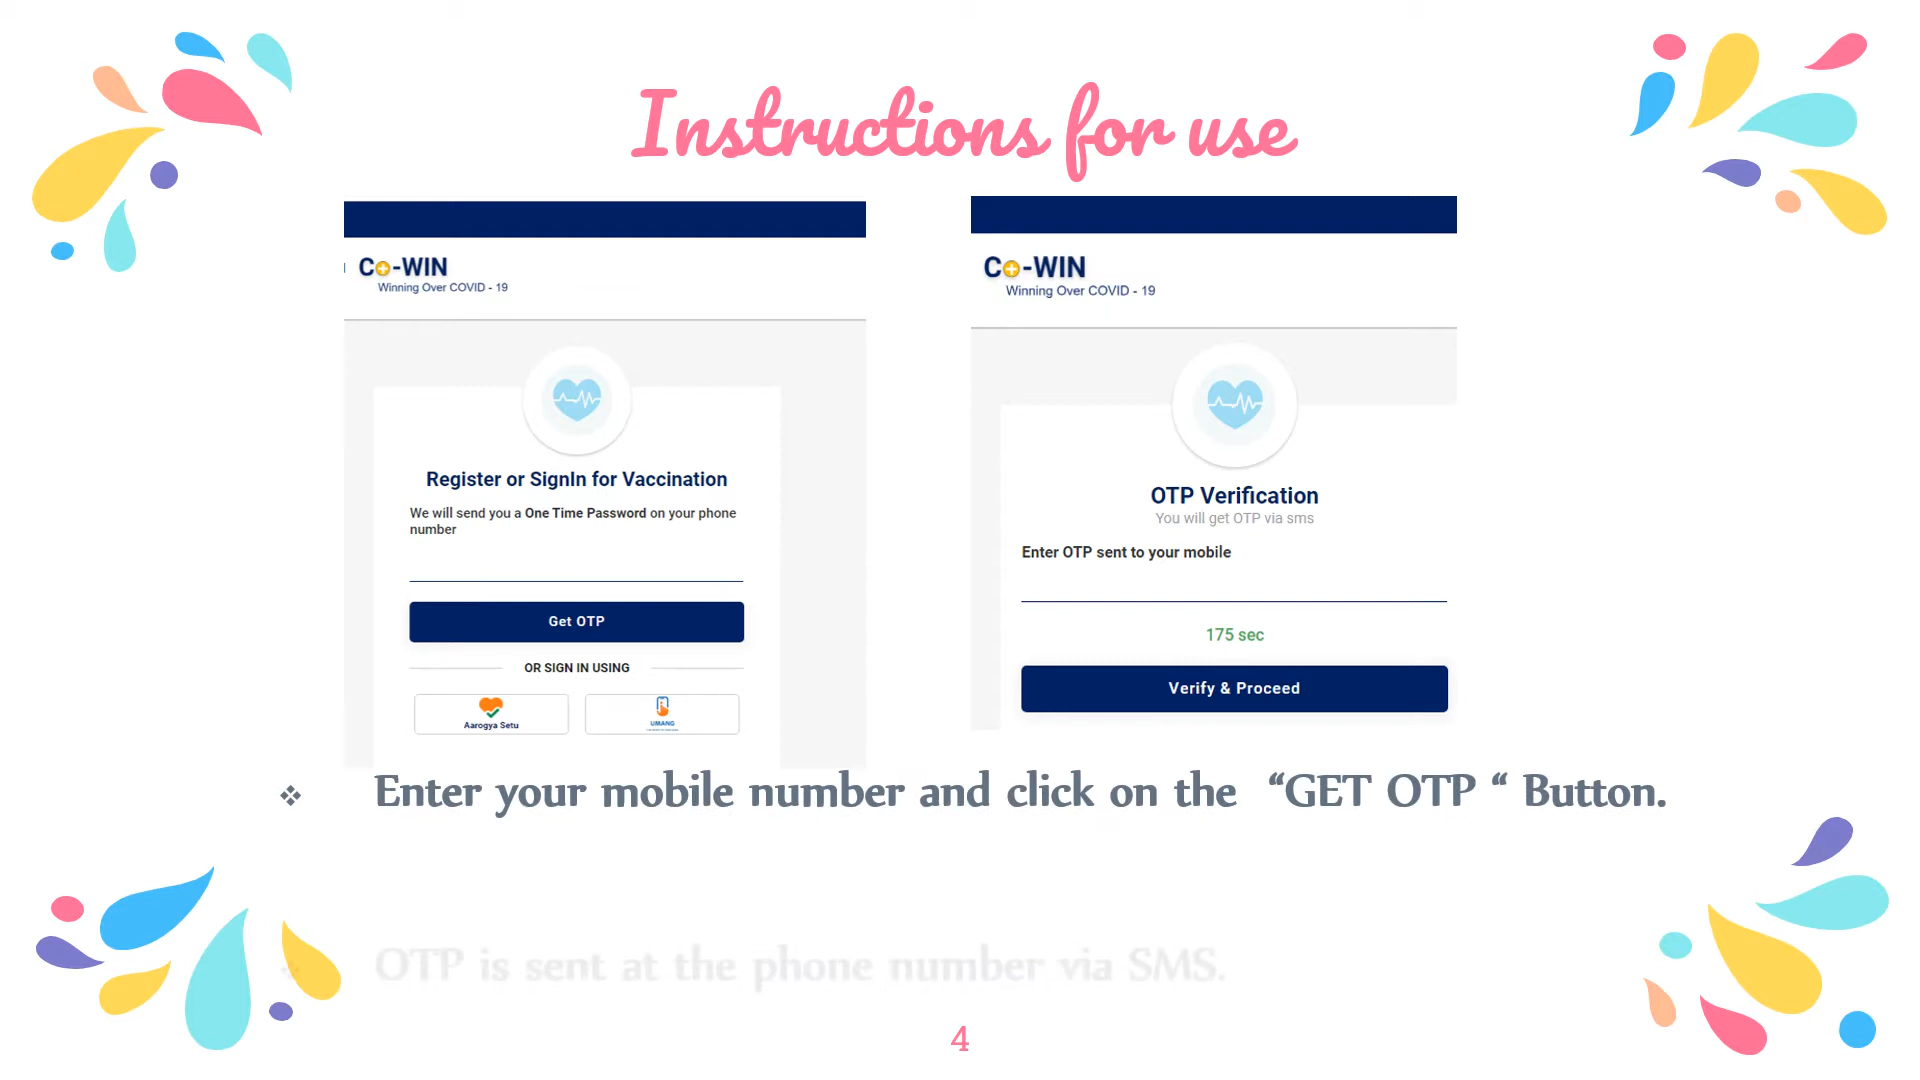 Instructions for use
Co-WIN
Winning Over COVID - 19
Register or SignIn for Vaccination
We will send you a One Time Password on your phone
number
Get OTP
OR SIGN IN USING
Aarogya Setu
UMANG
Co-WIN
Winning Over COVID - 19
OTP Verification
You will get OTP via sms
Enter OTP sent to your mobile
175 sec
Verify & Proceed
❖ Enter your mobile number and click on the “GET OTP “ Button.
OTP is sent at the phone number via SMS.
4